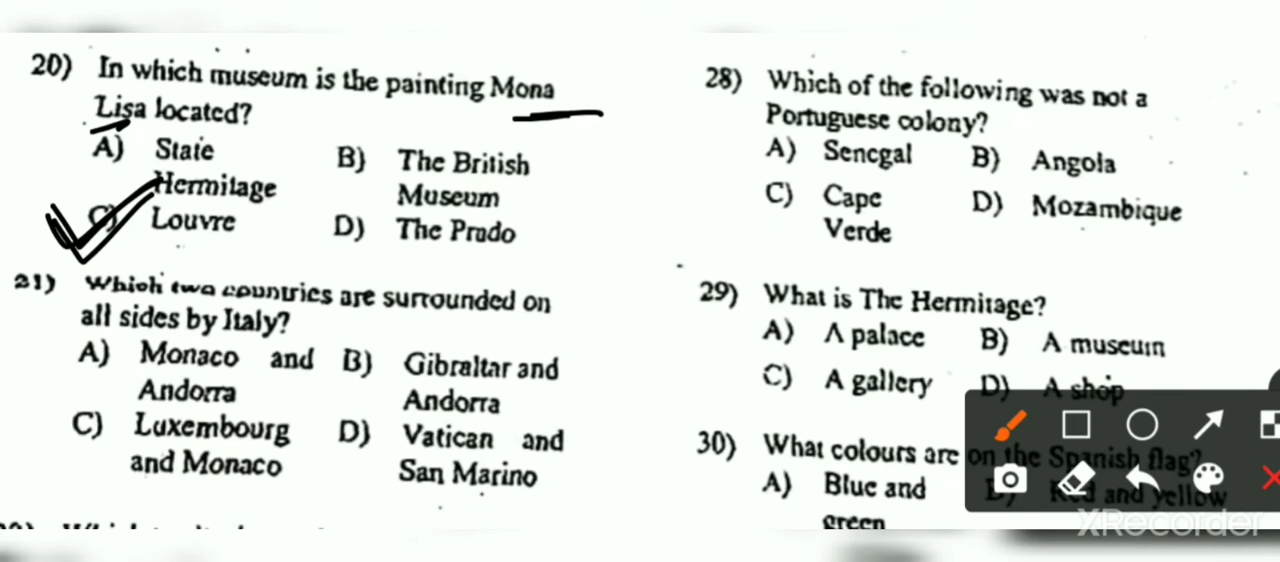 20) In which museum is the painting Mona
Lisa located?
A) State Hermitage
B) The British Museum
C) Louvre
D) The Prado
21) Which two countries are surrounded on
all sides by Italy?
A) Monaco and Andorra
B) Gibraltar and Andorra
C) Luxembourg and Monaco
D) Vatican and San Marino
28) Which of the following was not a
Portuguese colony?
A) Senegal
B) Angola
C) Cape Verde
D) Mozambique
29) What is The Hermitage?
A) A palace
B) A museum
C) A gallery
D) A shop
30) What colours are on the Spanish flag?
A) Blue and green
B) Red and yellow
XRecorder